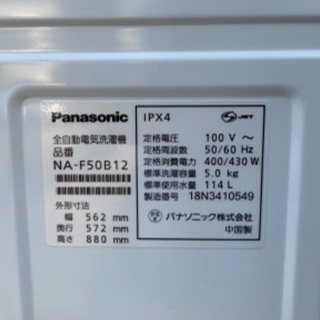 Panasonic
全自動電気洗濯機
品番
NA-F50B12
外形寸法
幅 562 mm
奥行 572 mm
高さ 880 mm
IPX4
JET
定格電圧 100 V ～
定格周波数 50/60 Hz
定格消費電力 400/430 W
標準洗濯容量 5.0 kg
標準使用水量 114 L
製造番号 18N3410549
パナソニック株式会社
中国製